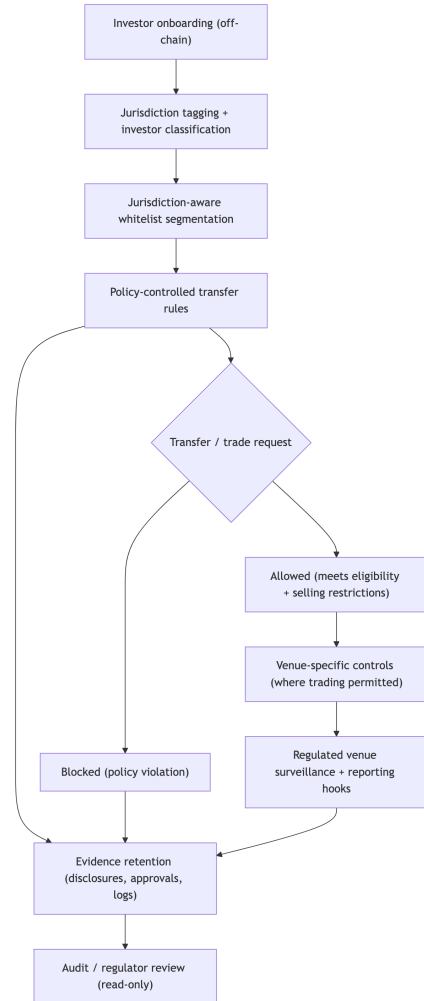 Investor onboarding (off-
chain)
Jurisdiction tagging +
investor classification
Jurisdiction-aware
whitelist segmentation
Policy-controlled transfer
rules
Transfer / trade request
Allowed (meets eligibility
+ selling restrictions)
Venue-specific controls
(where trading permitted)
Regulated venue
surveillance + reporting
hooks
Blocked (policy violation)
Evidence retention
(disclosures, approvals,
logs)
Audit / regulator review
(read-only)